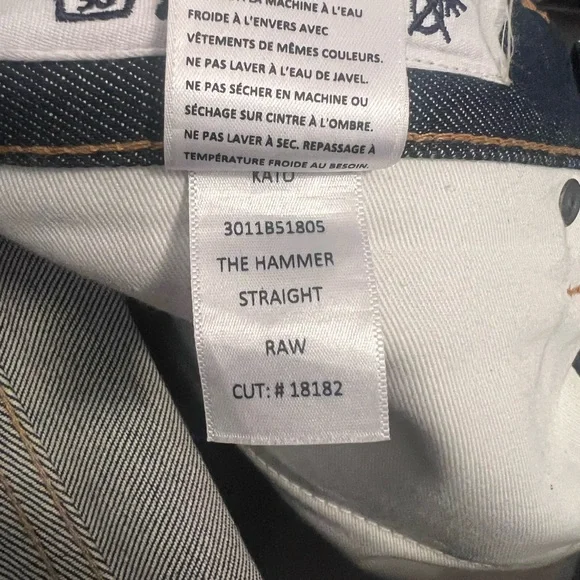 30
LA MACHINE À L'EAU
FROIDE À L'ENVERS AVEC
VÊTEMENTS DE MÊMES COULEURS.
NE PAS LAVER À L'EAU DE JAVEL.
NE PAS SÉCHER EN MACHINE OU
SÉCHAGE SUR CINTRE À L'OMBRE.
NE PAS LAVER À SEC. REPASSAGE À
TEMPÉRATURE FROIDE AU BESOIN.
KATO
3011B51805
THE HAMMER
STRAIGHT
RAW
CUT: # 18182